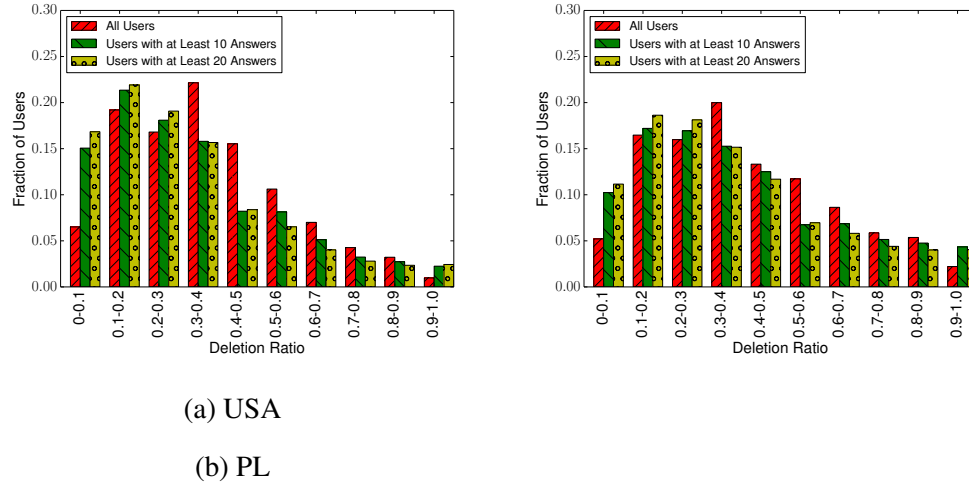 0.30
0.25
0.20
0.15
0.10
0.05
0.00
Fraction of Users
All Users
Users with at Least 10 Answers
Users with at Least 20 Answers
0-0.1
0.1-0.2
0.2-0.3
0.3-0.4
0.4-0.5
0.5-0.6
0.6-0.7
0.7-0.8
0.8-0.9
0.9-1.0
Deletion Ratio
0.30
0.25
0.20
0.15
0.10
0.05
0.00
Fraction of Users
All Users
Users with at Least 10 Answers
Users with at Least 20 Answers
0-0.1
0.1-0.2
0.2-0.3
0.3-0.4
0.4-0.5
0.5-0.6
0.6-0.7
0.7-0.8
0.8-0.9
0.9-1.0
Deletion Ratio
(a) USA
(b) PL